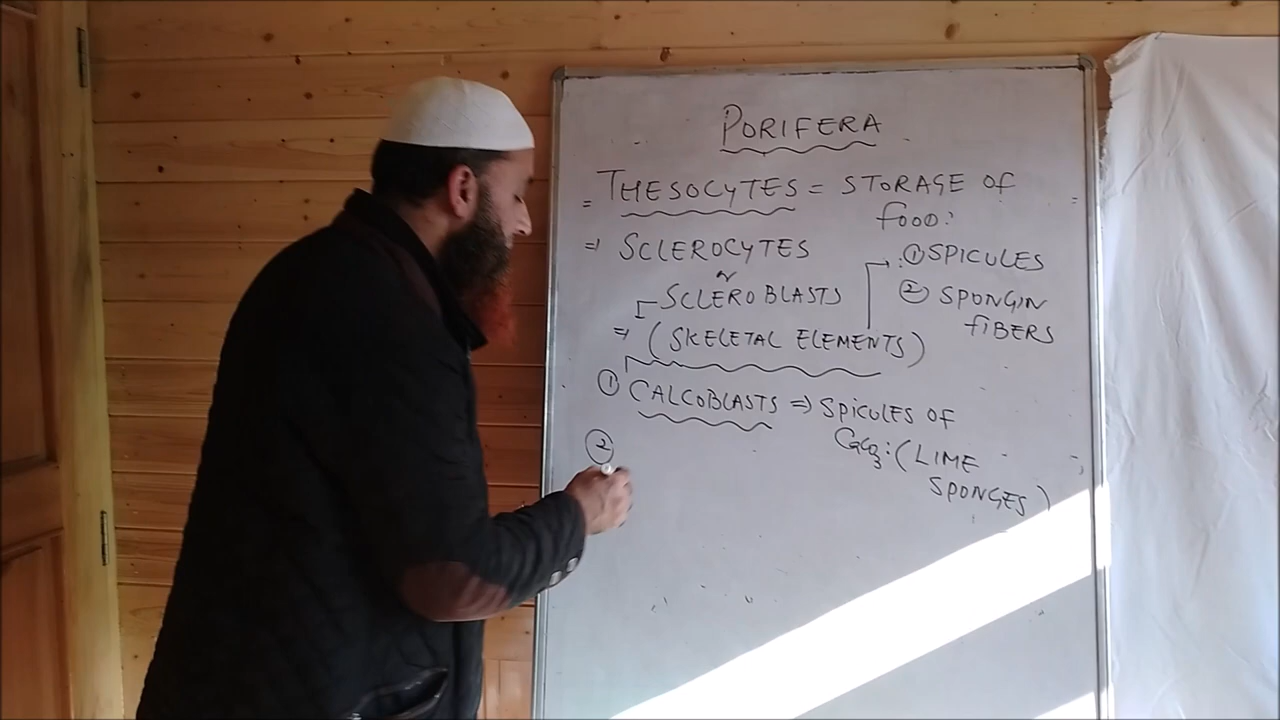 PORIFERA
= THESOCYTES = STORAGE OF
FOOD:
=) SCLEROCYTES
or
SCLEROBLASTS
=) (SKELETAL ELEMENTS)
① SPICULES
② SPONGIN
FIBERS
① CALCOBLASTS =) SPICULES OF
CaCO3: (LIME
SPONGES)
②